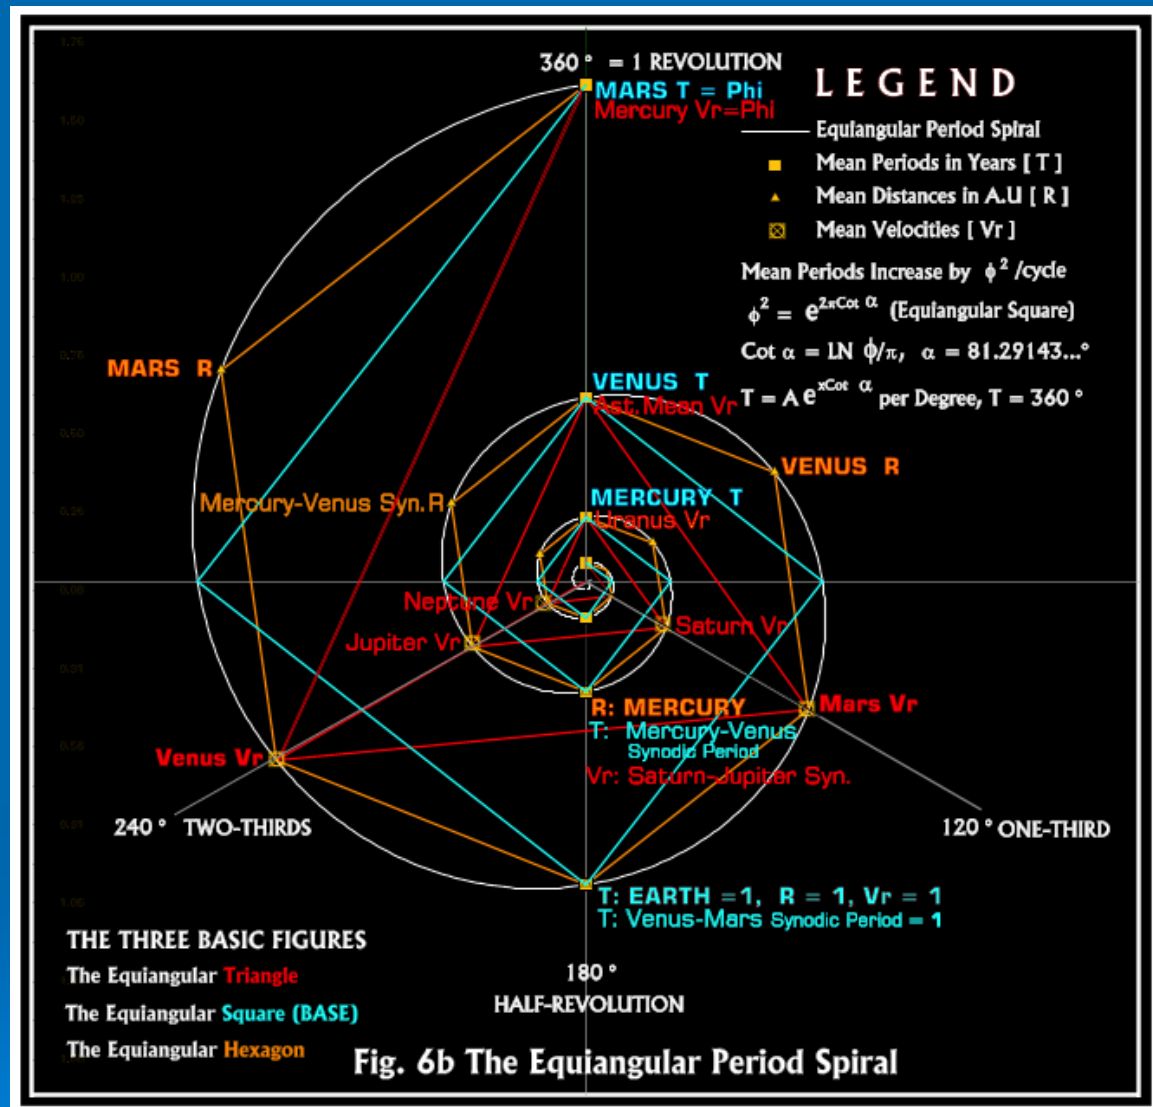 360° = 1 REVOLUTION
MARS T = Phi
Mercury Vr=Phi
LEGEND
Equiangular Period Spiral
Mean Periods in Years [ T ]
Mean Distances in A.U [ R ]
Mean Velocities [ Vr ]
Mean Periods Increase by ϕ² /cycle
ϕ² = e^2πCot α (Equiangular Square)
Cot α = LN ϕ/π, α = 81.29143...°
T = A e^xCot α per Degree, T = 360°
MARS R
VENUS T
Ast. Mean Vr
VENUS R
Mercury-Venus Syn. R
MERCURY T
Uranus Vr
Neptune Vr
Saturn Vr
Jupiter Vr
R: MERCURY
T: Mercury-Venus
Synodic Period
Vr: Saturn-Jupiter Syn.
Mars Vr
Venus Vr
240° TWO-THIRDS
120° ONE-THIRD
T: EARTH =1, R = 1, Vr = 1
T: Venus-Mars Synodic Period = 1
THE THREE BASIC FIGURES
The Equiangular Triangle
The Equiangular Square (BASE)
The Equiangular Hexagon
180°
HALF-REVOLUTION
Fig. 6b The Equiangular Period Spiral